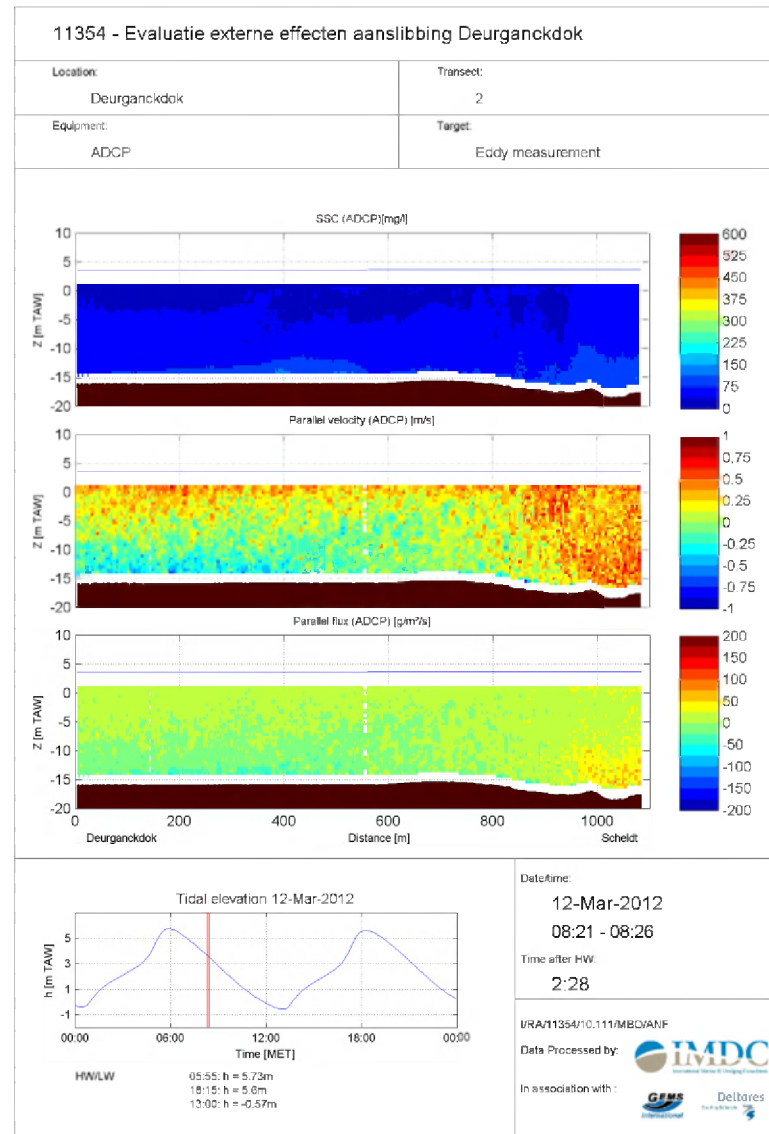 11354 - Evaluatie externe effecten aanslibbing Deurganckdok
Location:
Deurganckdok
Transect:
2
Equipment:
ADCP
Target:
Eddy measurement
SSC (ADCP)[mg/l]
10
5
0
-5
-10
-15
-20
Z [m TAW]
600
525
450
375
300
225
150
75
0
Parallel velocity (ADCP) [m/s]
10
5
0
-5
-10
-15
-20
Z [m TAW]
1
0.75
0.5
0.25
0
-0.25
-0.5
-0.75
-1
Parallel flux (ADCP) [g/m²/s]
10
5
0
-5
-10
-15
-20
Z [m TAW]
200
150
100
50
0
-50
-100
-150
-200
0 200 400 600 800 1000
Deurganckdok Distance [m] Scheldt
Tidal elevation 12-Mar-2012
h [m TAW]
5
3
1
-1
00:00 06:00 12:00 18:00 00:00
Time [MET]
HW/LW
05:55: h = 5.73m
18:15: h = 5.6m
13:00: h = -0.57m
Date/time:
12-Mar-2012
08:21 - 08:26
Time after HW:
2:28
I/RA/11354/10.111/MBO/ANF
Data Processed by:
IMDC
In association with :
GEMS
International
Deltares